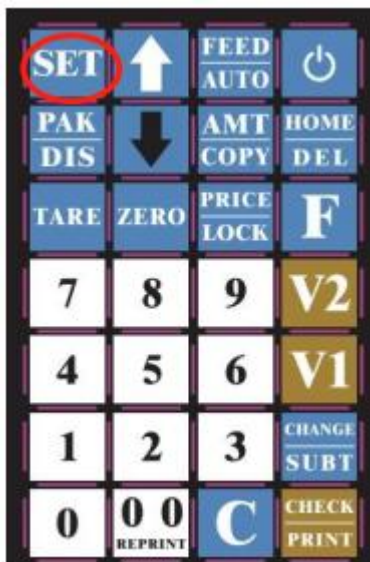 SET FEED
AUTO
PAK
DIS AMT
COPY HOME
DEL
TARE ZERO PRICE
LOCK F
7 8 9 V2
4 5 6 V1
1 2 3 CHANGE
SUBT
0 00
REPRINT C CHECK
PRINT